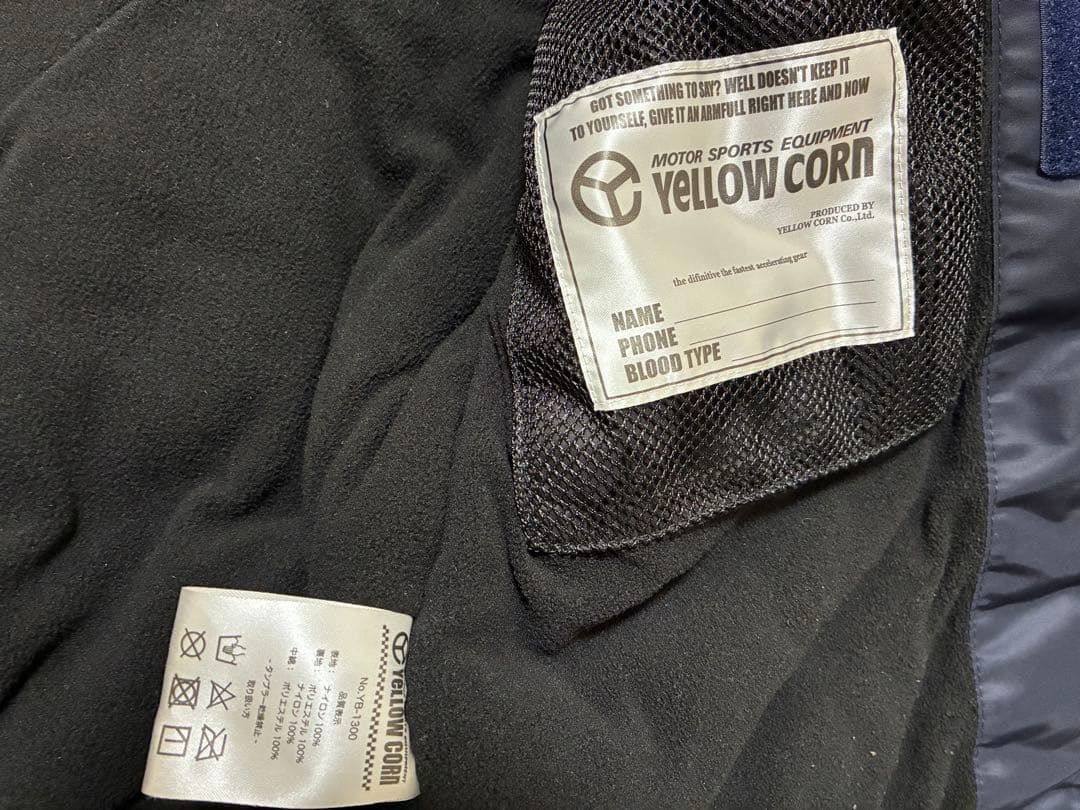 GOT SOMETHING TO SAY? WELL DOESN'T KEEP IT
TO YOURSELF, GIVE IT AN ARMFULL RIGHT HERE AND NOW
MOTOR SPORTS EQUIPMENT
YeLLOW CORn
PRODUCED BY
YELLOW CORN Co.,Ltd.
the difinitive the fastest accelerating gear
NAME
PHONE
BLOOD TYPE
YeLLOW CORn
No.YB-1300
品質表示
表地： ナイロン100%
裏地： ポリエステル100%
ナイロン100%
中綿： ポリエステル100%
- タンブラー乾燥禁止 -
取り扱い方